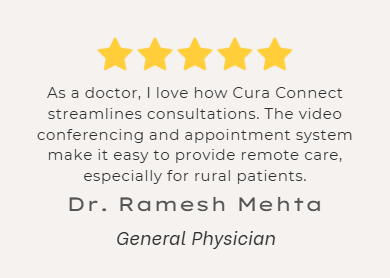 As a doctor, I love how Cura Connect
streamlines consultations. The video
conferencing and appointment system
make it easy to provide remote care,
especially for rural patients.
Dr. Ramesh Mehta
General Physician